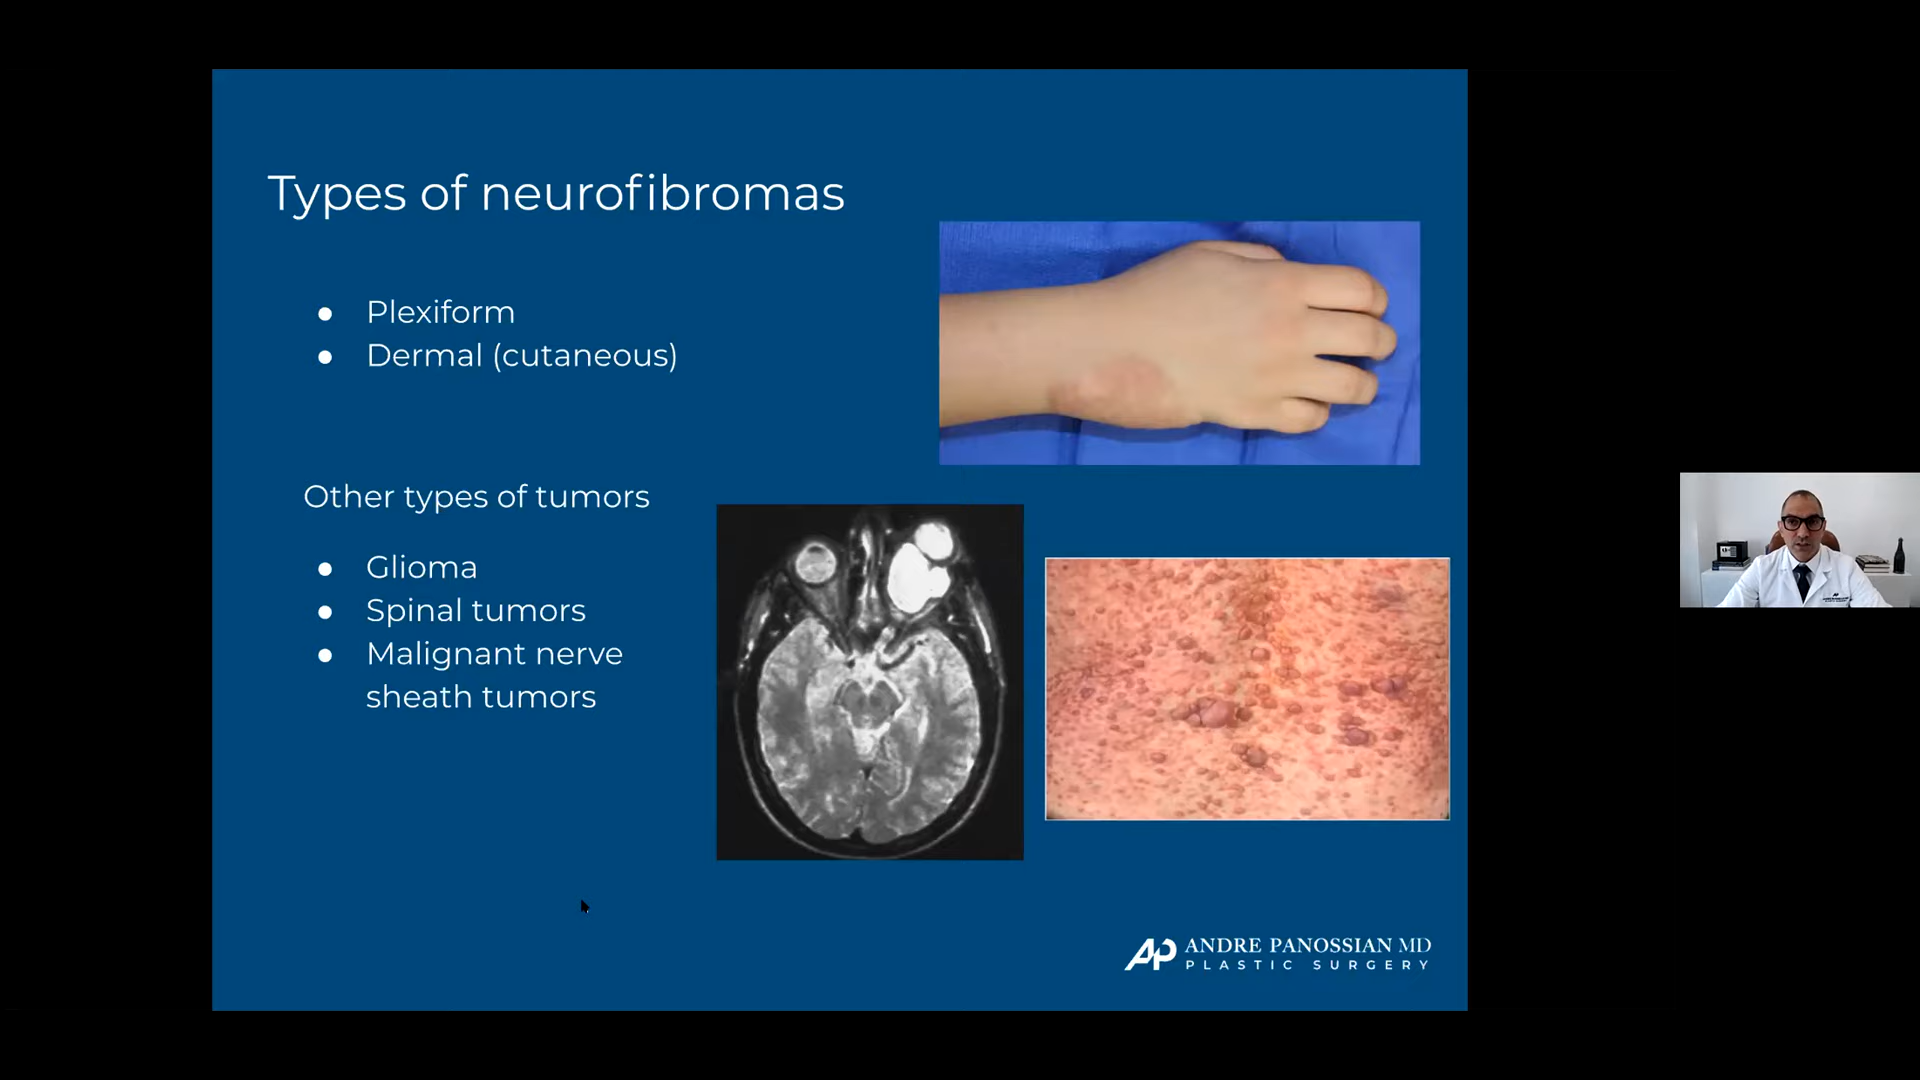 Types of neurofibromas
● Plexiform
● Dermal (cutaneous)
Other types of tumors
● Glioma
● Spinal tumors
● Malignant nerve
sheath tumors
AP ANDRE PANOSSIAN MD
PLASTIC SURGERY